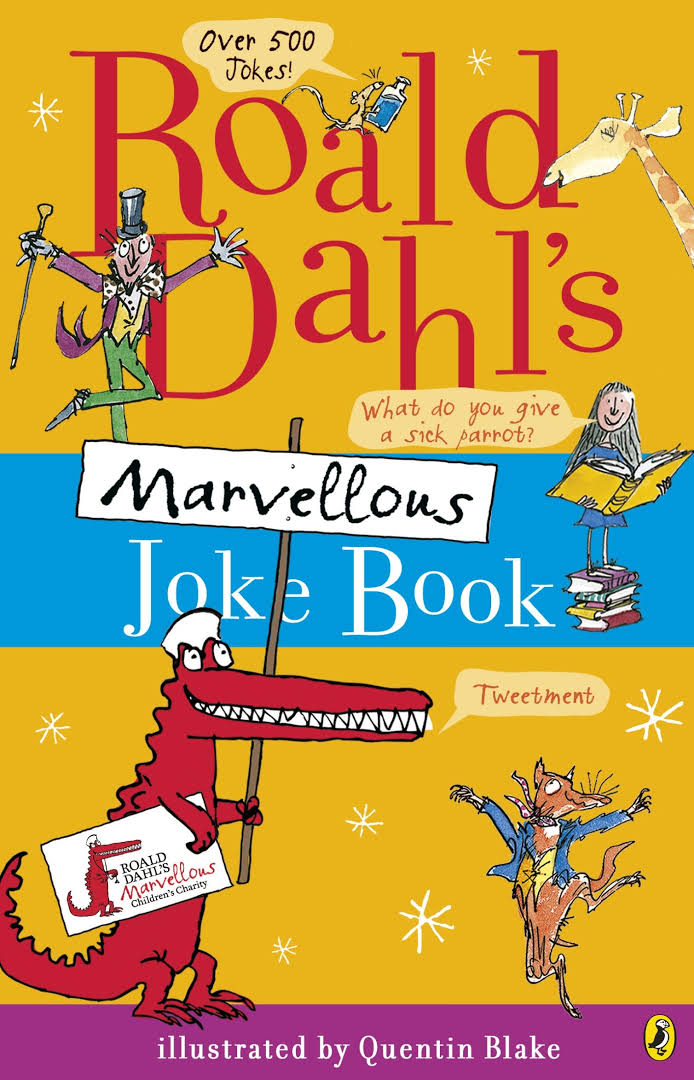 Over 500
Jokes!
Roald
Dahl's
What do you give
a sick parrot?
Marvellous
Joke Book
Tweetment
ROALD
DAHL'S
Marvellous
Children's Charity
illustrated by Quentin Blake